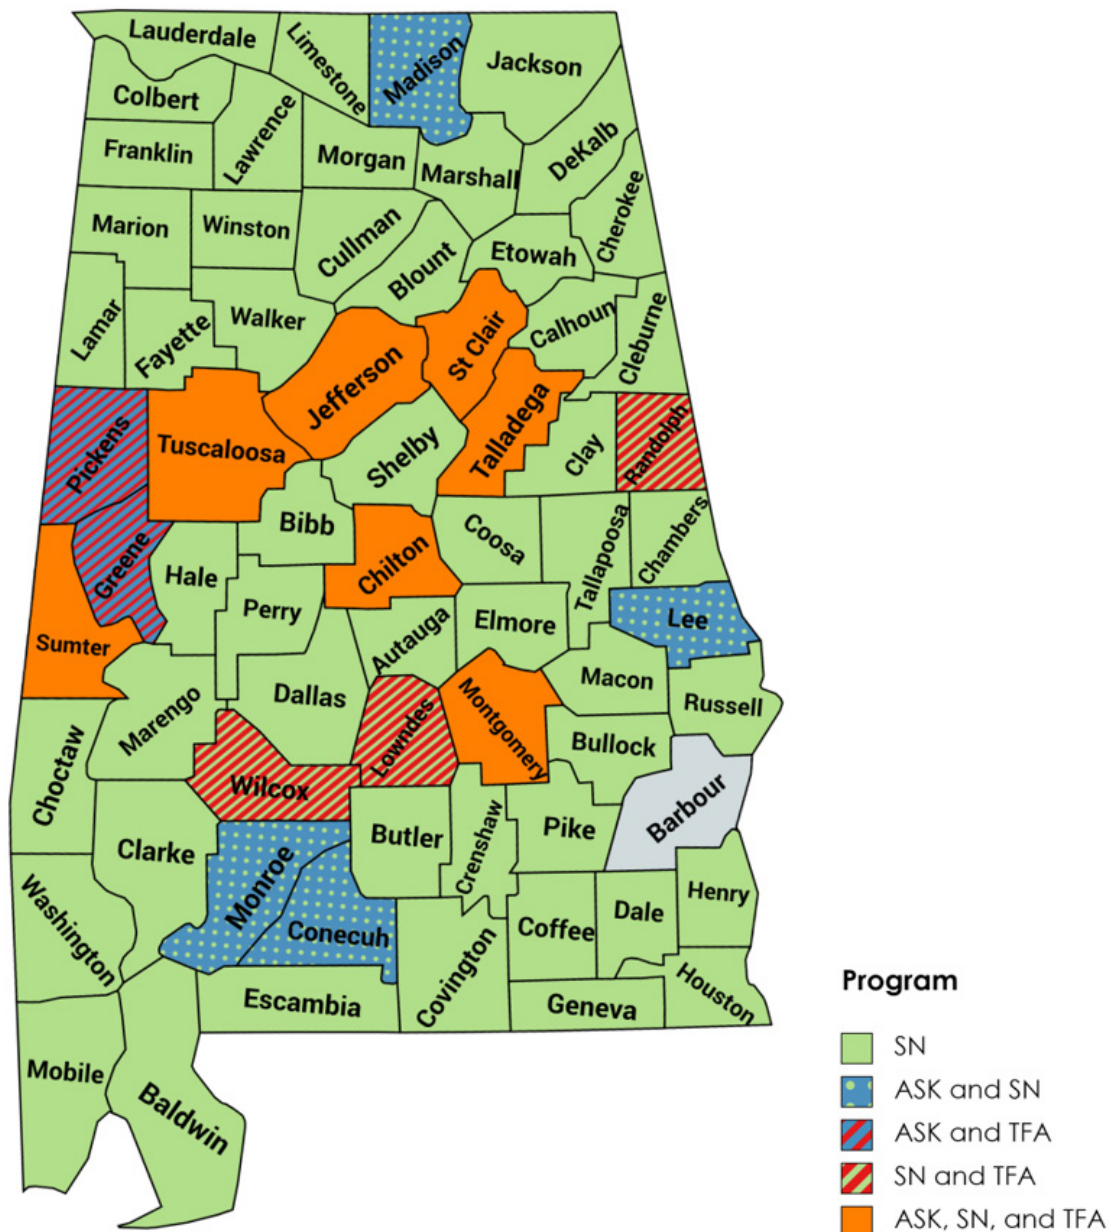 Lauderdale
Limestone
Madison
Jackson
Colbert
Lawrence
Franklin
Morgan
Marshall
DeKalb
Cherokee
Marion
Winston
Cullman
Blount
Etowah
Lamar
Fayette
Walker
Jefferson
St Clair
Calhoun
Cleburne
Pickens
Tuscaloosa
Shelby
Talladega
Clay
Randolph
Greene
Hale
Bibb
Chilton
Coosa
Tallapoosa
Chambers
Sumter
Perry
Autauga
Elmore
Lee
Marengo
Dallas
Lowndes
Montgomery
Macon
Russell
Choctaw
Wilcox
Bullock
Barbour
Clarke
Monroe
Butler
Crenshaw
Pike
Henry
Washington
Conecuh
Covington
Coffee
Dale
Houston
Escambia
Geneva
Mobile
Baldwin
Program
SN
ASK and SN
ASK and TFA
SN and TFA
ASK, SN, and TFA